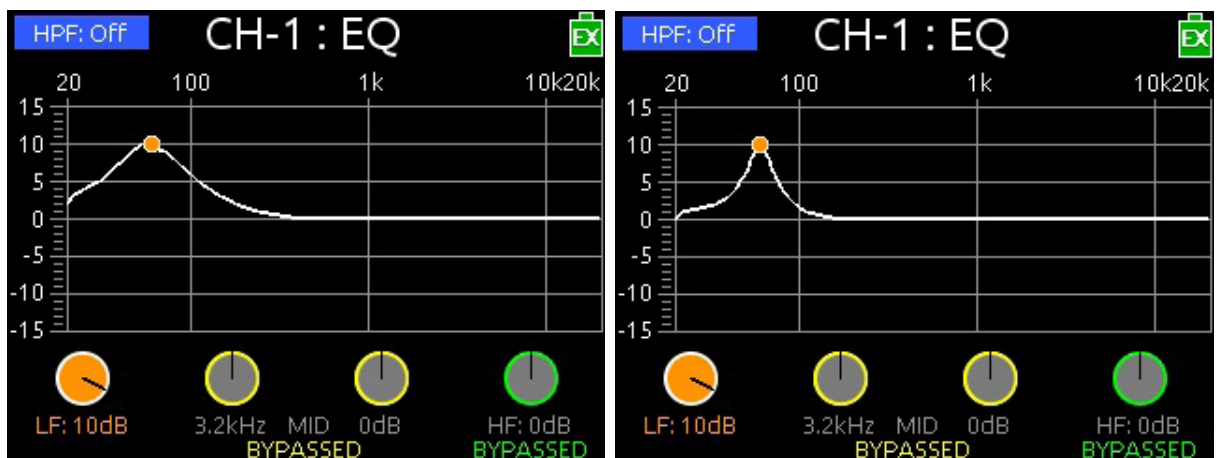 HPF: Off CH-1 : EQ EX
20 100 1k 10k20k
15
10
5
0
-5
-10
-15
LF: 10dB 3.2kHz MID 0dB HF: 0dB
BYPASSED BYPASSED
HPF: Off CH-1 : EQ EX
20 100 1k 10k20k
15
10
5
0
-5
-10
-15
LF: 10dB 3.2kHz MID 0dB HF: 0dB
BYPASSED BYPASSED